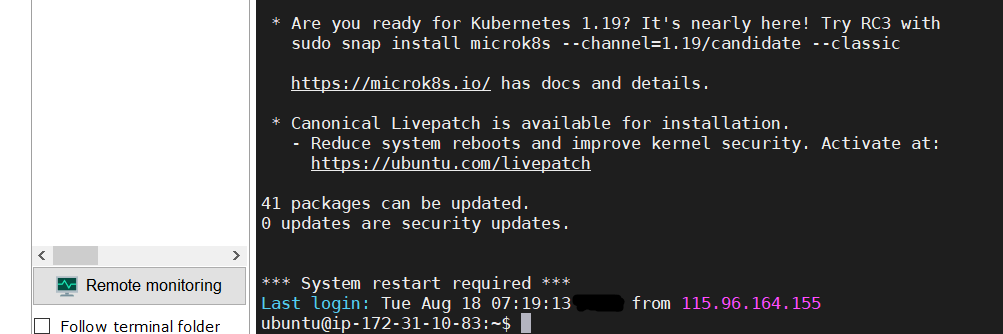 * Are you ready for Kubernetes 1.19? It's nearly here! Try RC3 with
sudo snap install microk8s --channel=1.19/candidate --classic
https://microk8s.io/ has docs and details.
* Canonical Livepatch is available for installation.
- Reduce system reboots and improve kernel security. Activate at:
https://ubuntu.com/livepatch
41 packages can be updated.
0 updates are security updates.
*** System restart required ***
Last login: Tue Aug 18 07:19:13 from 115.96.164.155
ubuntu@ip-172-31-10-83:~$
Remote monitoring
Follow terminal folder